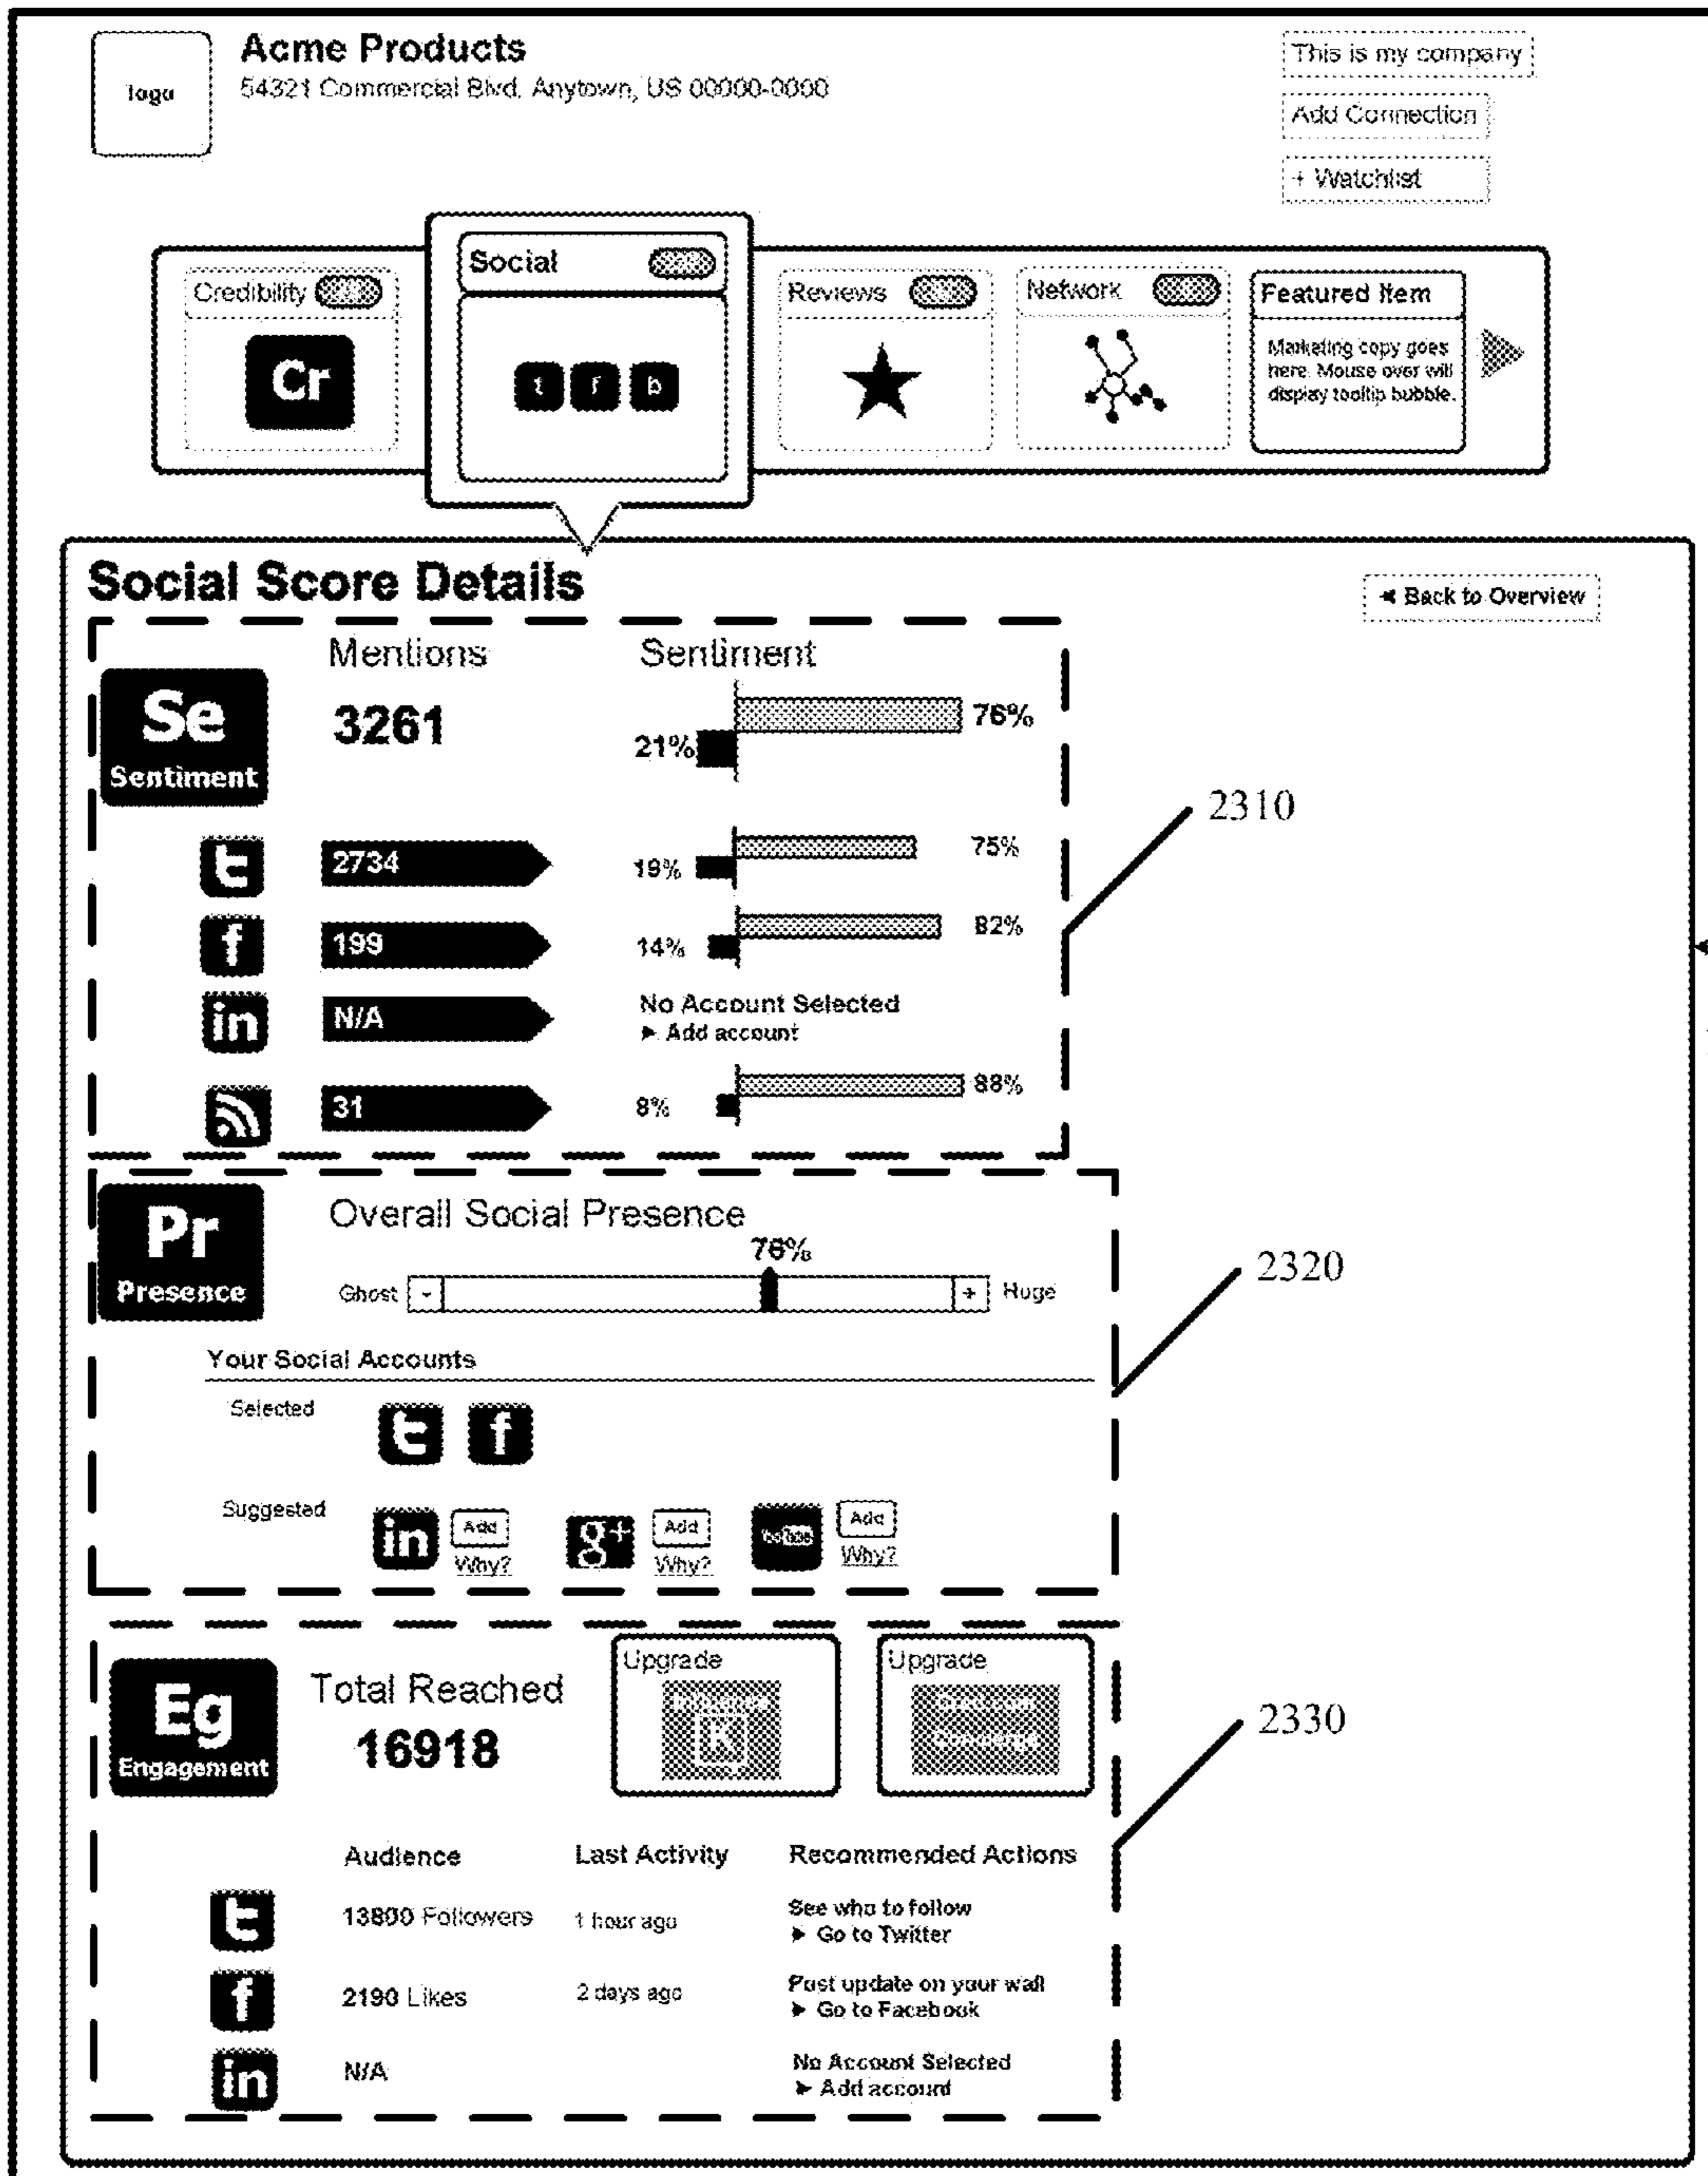 logo
Acme Products
54321 Commercial Blvd. Anytown, US 00000-0000
This is my company
Add Connection
+ Watchlist
Credibility
Cr
Social
t f b
Reviews
Network
Featured Item
Marketing copy goes
here. Mouse over will
display tooltip bubble.
Social Score Details
Back to Overview
Mentions
Sentiment
Se
Sentiment
3261
76%
21%
t
2734
19%
75%
f
199
14%
82%
in
N/A
No Account Selected
Add account
31
8%
88%
2310
Pr
Presence
Overall Social Presence
76%
Ghost - + Huge
2320
Your Social Accounts
Selected
t f
Suggested
in
Add
Why?
g+
Add
Why?
YouTube
Add
Why?
Eg
Engagement
Total Reached
16918
Upgrade
K
Upgrade
2330
Audience Last Activity Recommended Actions
t
13800 Followers
1 hour ago
See who to follow
Go to Twitter
f
2190 Likes
2 days ago
Post update on your wall
Go to Facebook
in
N/A
No Account Selected
Add account